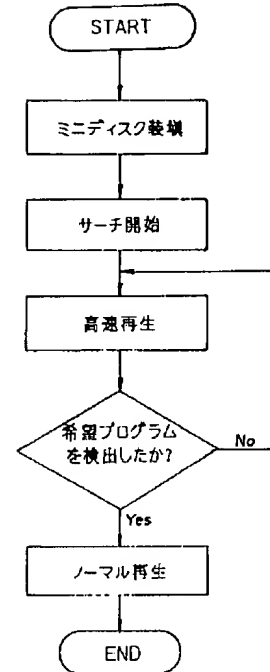 START
ミニディスク装填
サーチ開始
高速再生
希望プログラム
を検出したか?
No
Yes
ノーマル再生
END